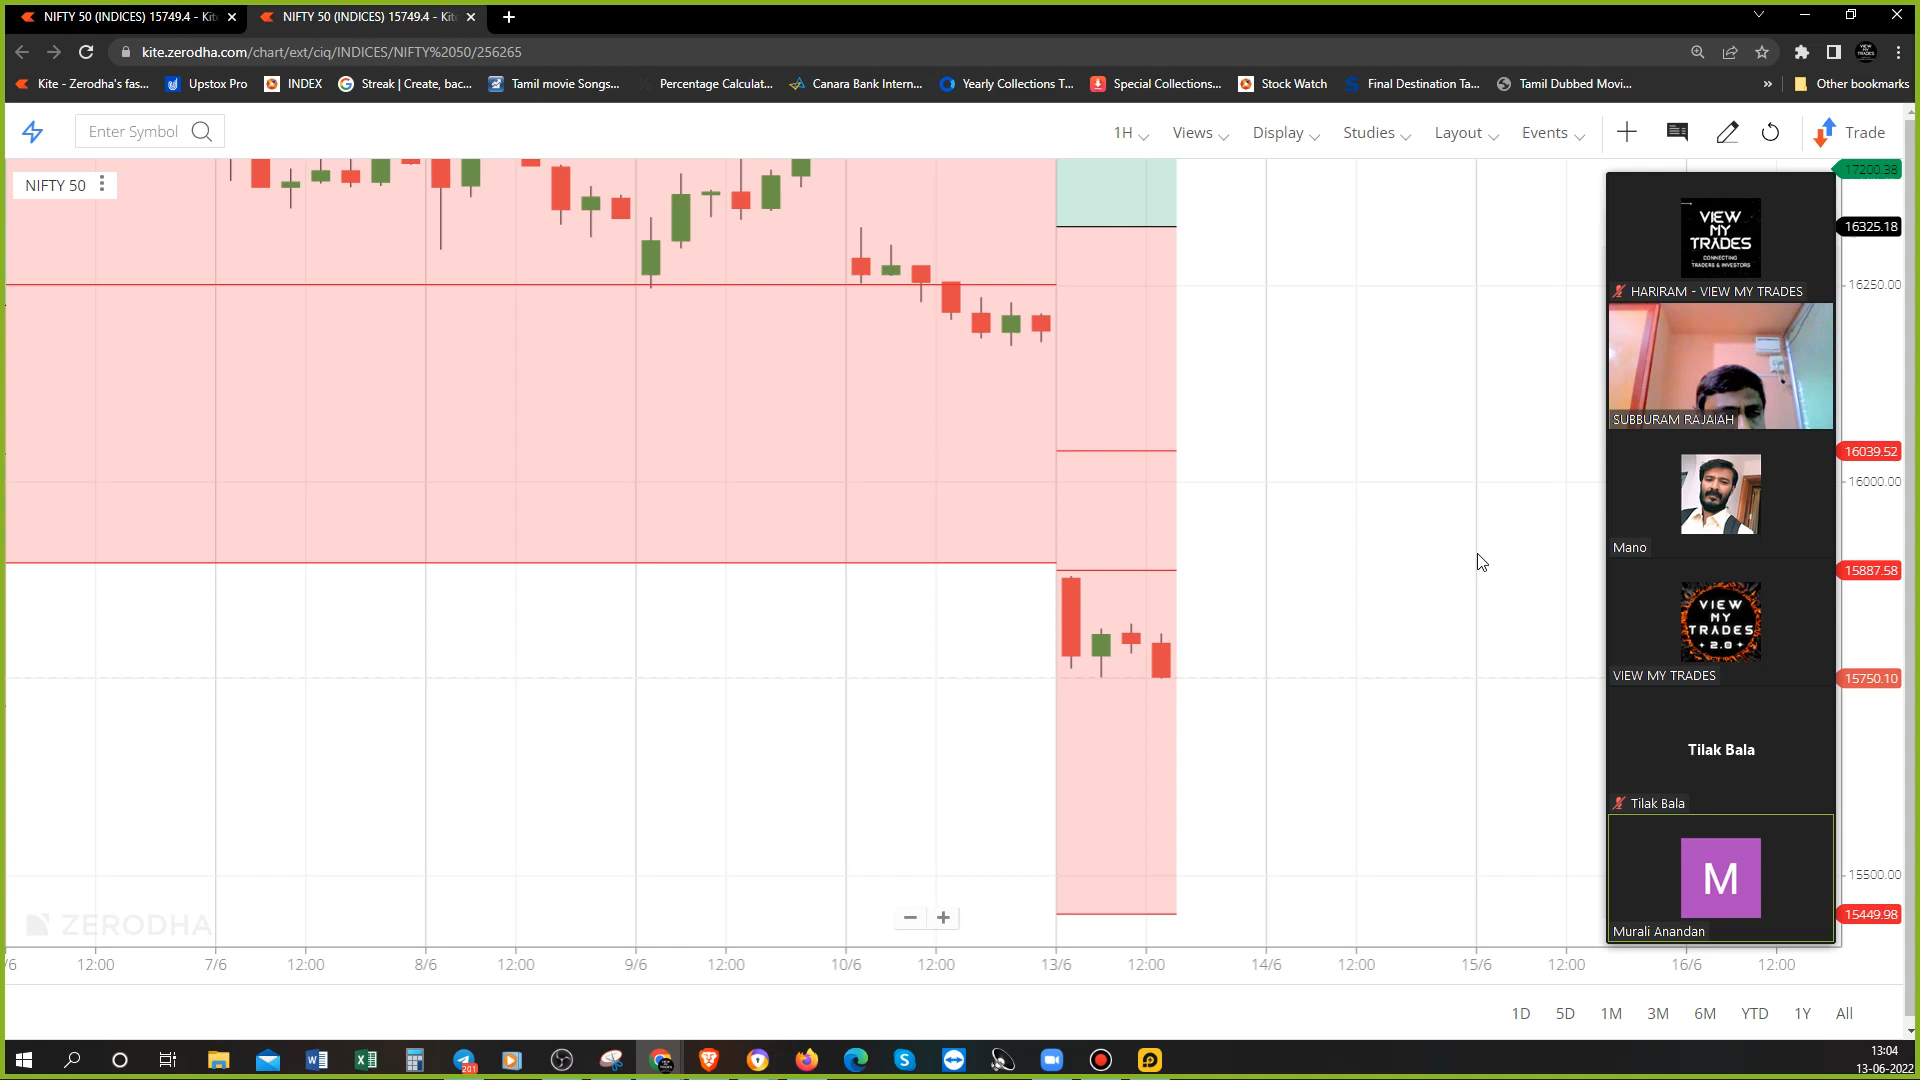 NIFTY 50 (INDICES) 15749.4 - Kit
NIFTY 50 (INDICES) 15749.4 - Kit
kite.zerodha.com/chart/ext/ciq/INDICES/NIFTY%2050/256265
Kite - Zerodha's fas...
Upstox Pro
INDEX
Streak | Create, bac...
Tamil movie Songs...
Percentage Calculat...
Canara Bank Intern...
Yearly Collections T...
Special Collections...
Stock Watch
Final Destination Ta...
Tamil Dubbed Movi...
»
Other bookmarks
Enter Symbol
1H
Views
Display
Studies
Layout
Events
Trade
NIFTY 50
17200.38
16325.18
16250.00
16039.52
16000.00
15887.58
15750.10
15500.00
15449.98
VIEW
MY
TRADES
CONNECTING
TRADERS & INVESTORS
HARIRAM - VIEW MY TRADES
SUBBURAM RAJAIAH
Mano
VIEW
MY
TRADES
2.0
VIEW MY TRADES
Tilak Bala
Tilak Bala
M
Murali Anandan
ZERODHA
/6
12:00
7/6
12:00
8/6
12:00
9/6
12:00
10/6
12:00
13/6
12:00
14/6
12:00
15/6
12:00
16/6
12:00
1D
5D
1M
3M
6M
YTD
1Y
All
201
13:04
13-06-2022